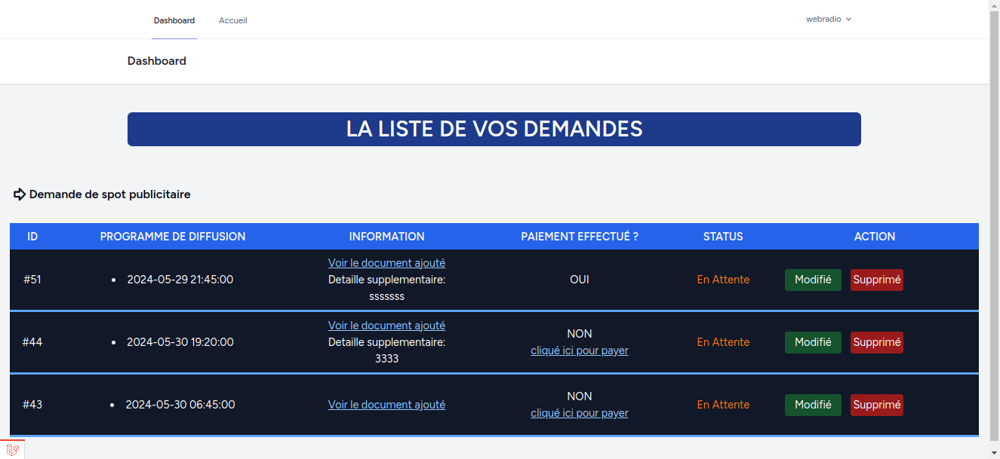 Dashboard Accueil webradio
Dashboard
LA LISTE DE VOS DEMANDES
Demande de spot publicitaire
ID PROGRAMME DE DIFFUSION INFORMATION PAIEMENT EFFECTUÉ ? STATUS ACTION
Voir le document ajouté
#51 • 2024-05-29 21:45:00 Detaille supplementaire: OUI En Attente Modifié Supprimé
sssssss
Voir le document ajouté
NON
#44 • 2024-05-30 19:20:00 Detaille supplementaire: En Attente Modifié Supprimé
cliqué ici pour payer
3333
NON
#43 • 2024-05-30 06:45:00 Voir le document ajouté En Attente Modifié Supprimé
cliqué ici pour payer